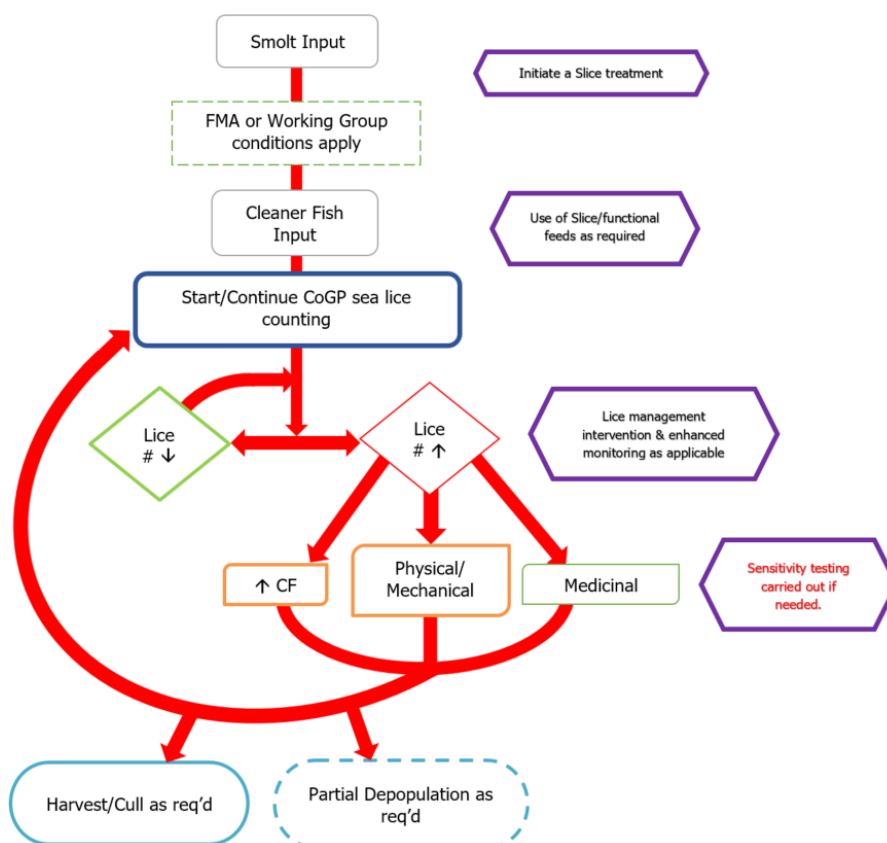 Smolt Input
Initiate a Slice treatment
FMA or Working Group
conditions apply
Cleaner Fish
Input
Use of Slice/functional
feeds as required
Start/Continue CoGP sea lice
counting
Lice
# ↓
Lice
# ↑
Lice management
intervention & enhanced
monitoring as applicable
↑ CF
Physical/
Mechanical
Medicinal
Sensitivity testing
carried out if
needed.
Harvest/Cull as req'd
Partial Depopulation as
req'd